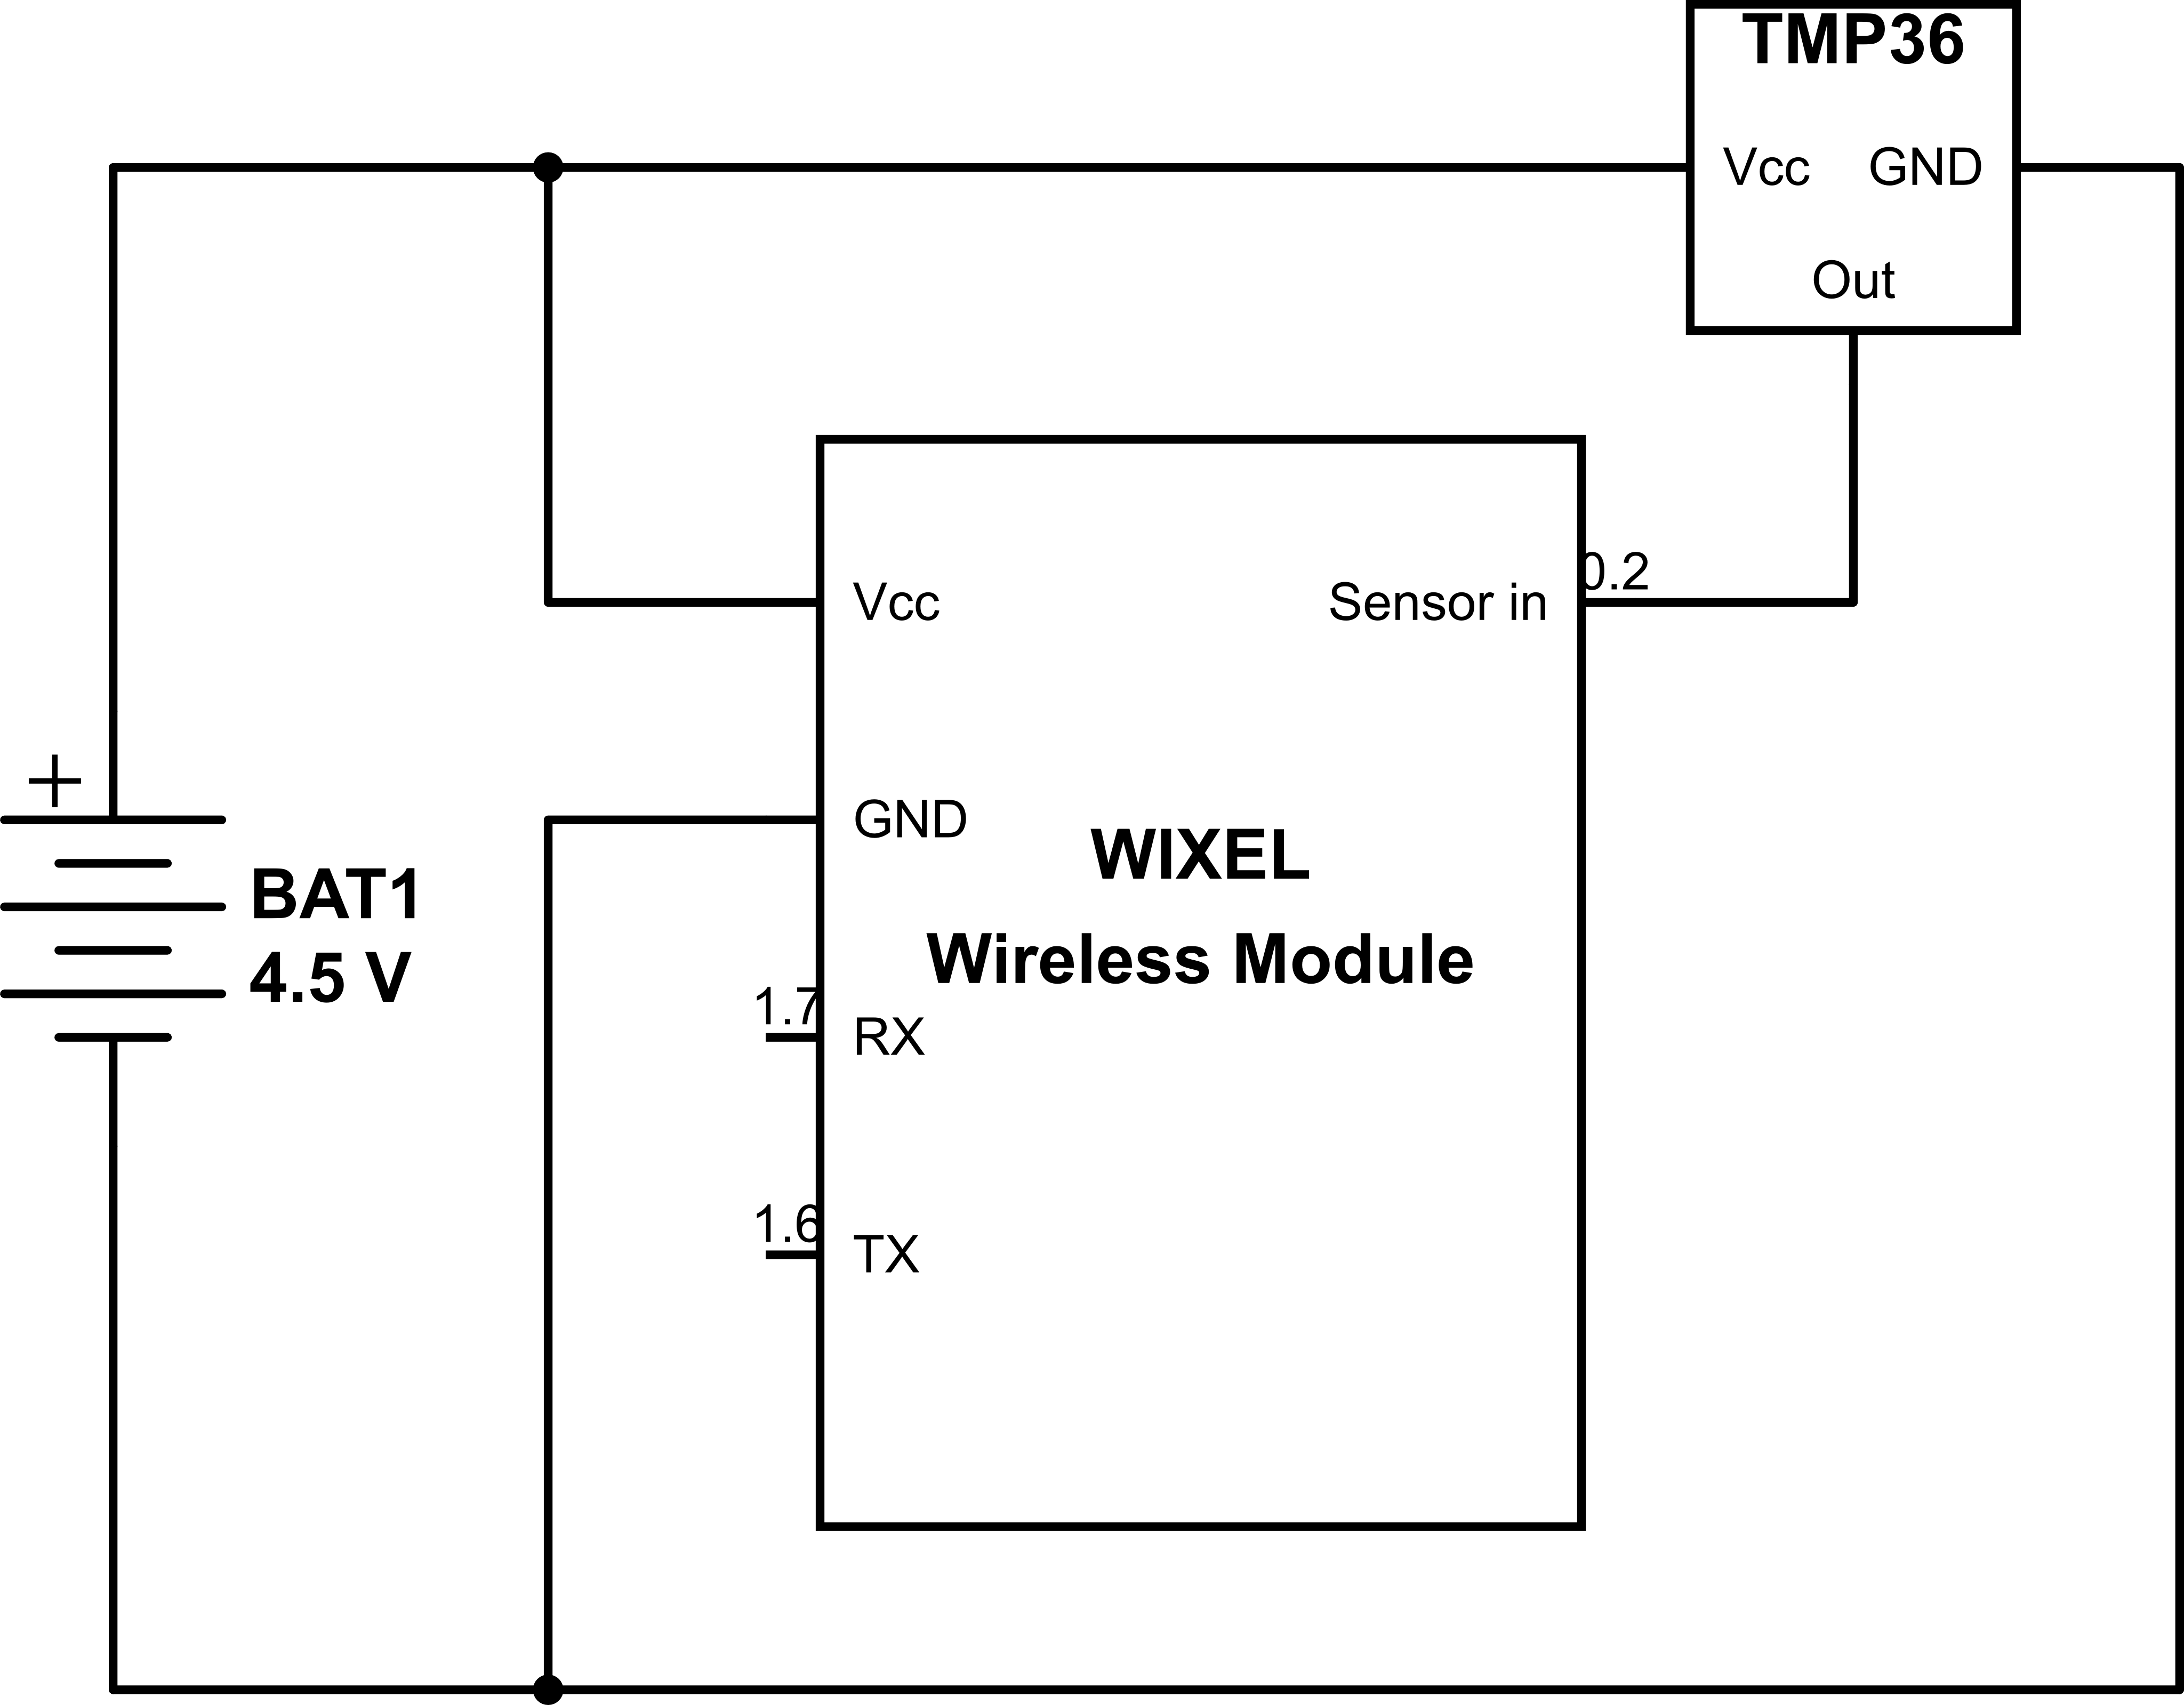 TMP36
Vcc GND
Out
0.2
Vcc Sensor in
+
GND
WIXEL
Wireless Module
BAT1
4.5 V
1.7
RX
1.6
TX